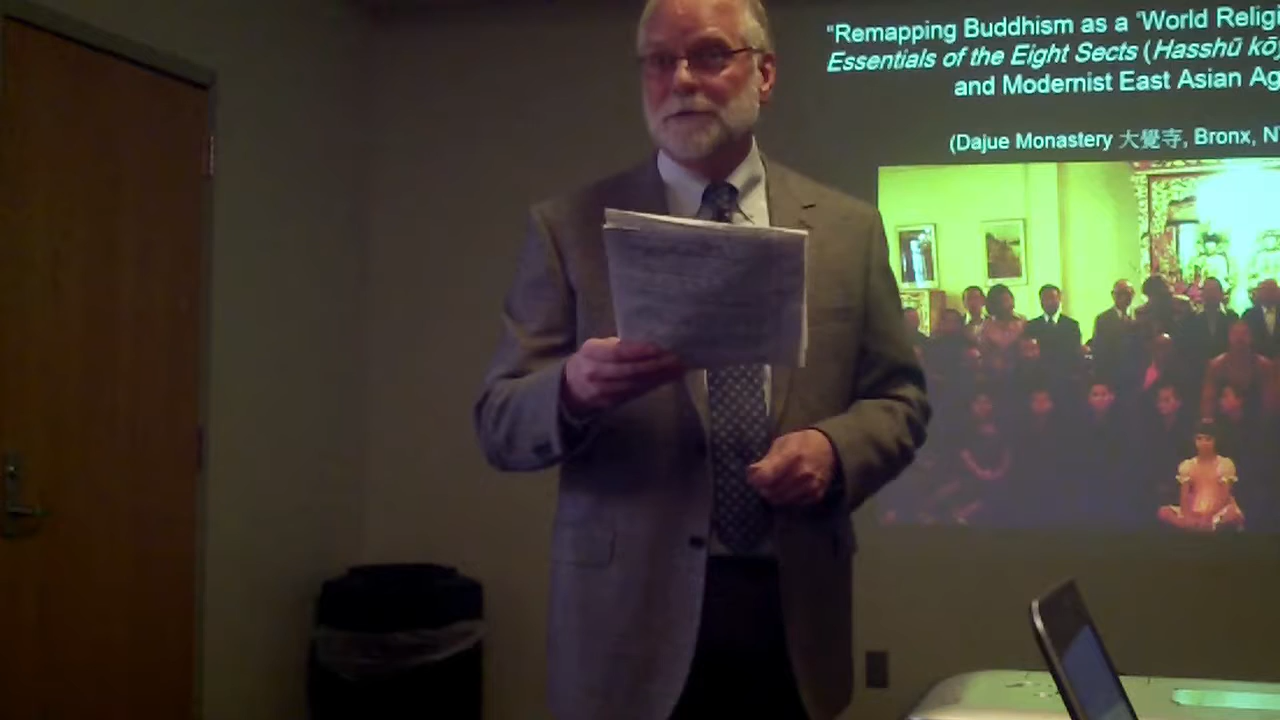 "Remapping Buddhism as a 'World Religi
Essentials of the Eight Sects (Hasshū kō
and Modernist East Asian Ag
(Dajue Monastery 大覺寺, Bronx, N